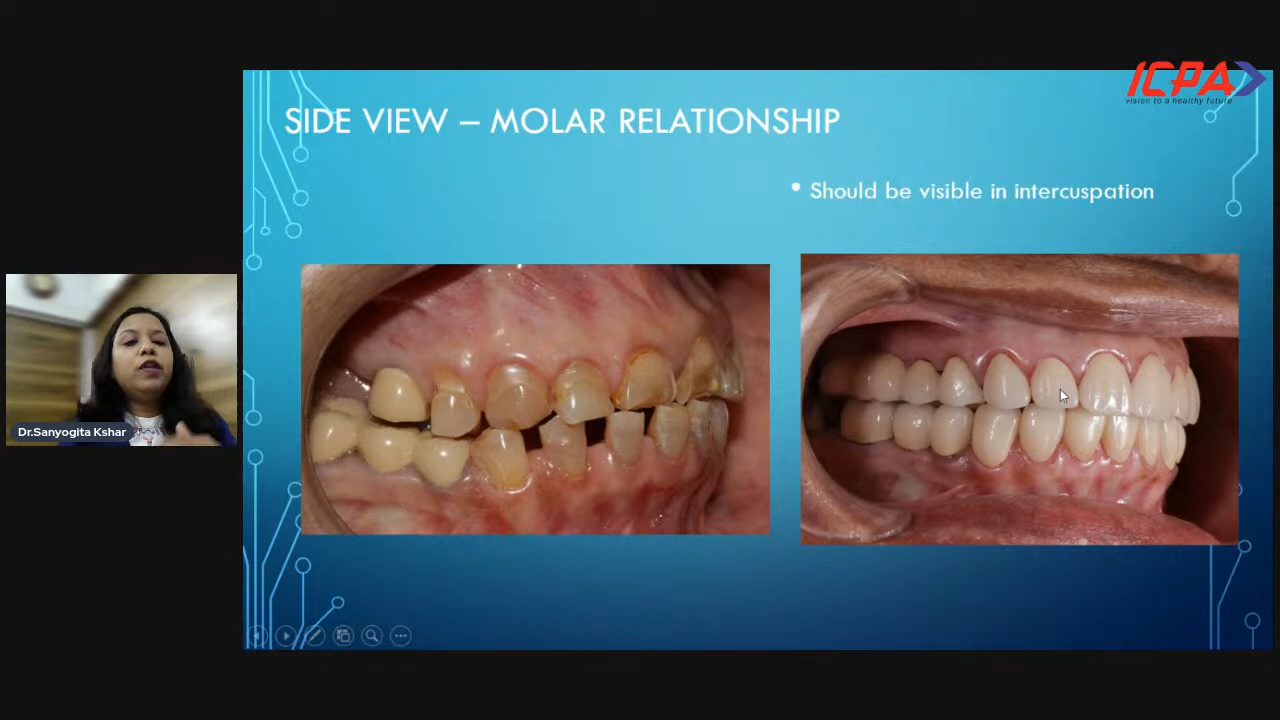 ICPA
vision to a healthy future
SIDE VIEW – MOLAR RELATIONSHIP
• Should be visible in intercuspation
Dr.Sanyogita Kshar